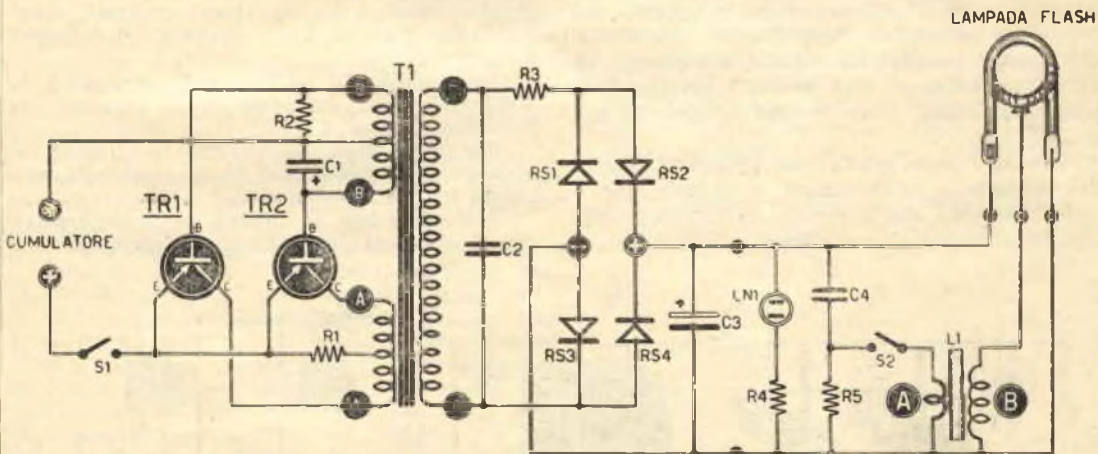 LAMPADA FLASH
T1
B
R2
C1
+
B
TR1
TR2
B
B
E
C
E
C
CUMULATORE
+
S1
A
R1
A
C2
R3
RS1
RS2
RS3
RS4
+
+
C3
LN1
R4
C4
R5
S2
L1
A
B